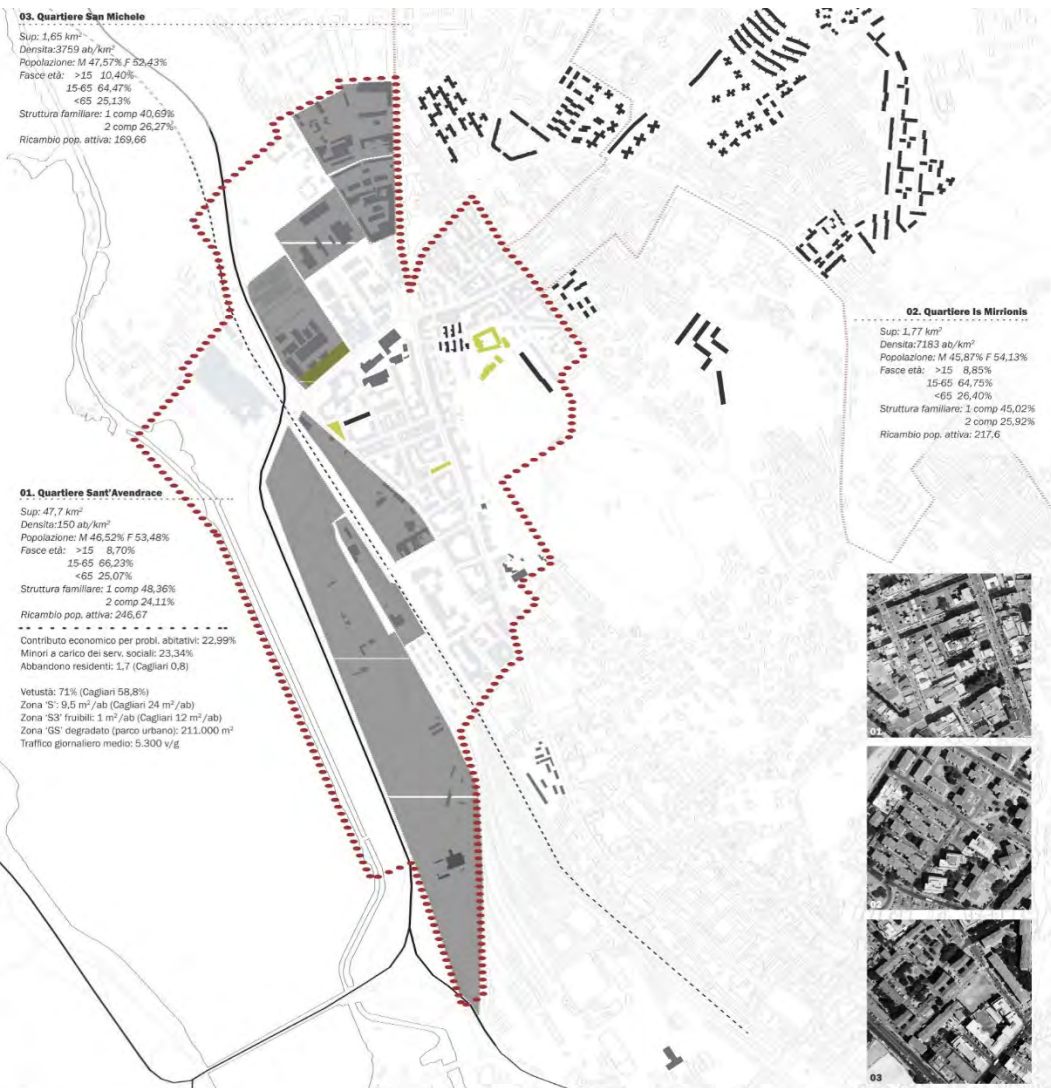 03. Quartiere San Michele
Sup: 1,65 km²
Densita:3759 ab/km²
Popolazione: M 47,57% F 52,43%
Fasce età: >15 10,40%
15-65 64,47%
<65 25,13%
Struttura familiare: 1 comp 40,69%
2 comp 26,27%
Ricambio pop. attiva: 169,66
02. Quartiere Is Mirrionis
Sup: 1,77 km²
Densita:7183 ab/km²
Popolazione: M 45,87% F 54,13%
Fasce età: >15 8,85%
15-65 64,75%
<65 26,40%
Struttura familiare: 1 comp 45,02%
2 comp 25,92%
Ricambio pop. attiva: 217,6
01. Quartiere Sant'Avendrace
Sup: 47,7 km²
Densita:150 ab/km²
Popolazione: M 46,52% F 53,48%
Fasce età: >15 8,70%
15-65 66,23%
<65 25,07%
Struttura familiare: 1 comp 48,36%
2 comp 24,11%
Ricambio pop. attiva: 246,67
Contributo economico per probl. abitativi: 22,99%
Minori a carico dei serv. sociali: 23,34%
Abbandono residenti: 1,7 (Cagliari 0,8)
Vetustà: 71% (Cagliari 58,8%)
Zona 'S': 9,5 m²/ab (Cagliari 24 m²/ab)
Zona 'S3' fruibili: 1 m²/ab (Cagliari 12 m²/ab)
Zona 'GS' degradato (parco urbano): 211.000 m²
Traffico giornaliero medio: 5.300 v/g
01
02
03